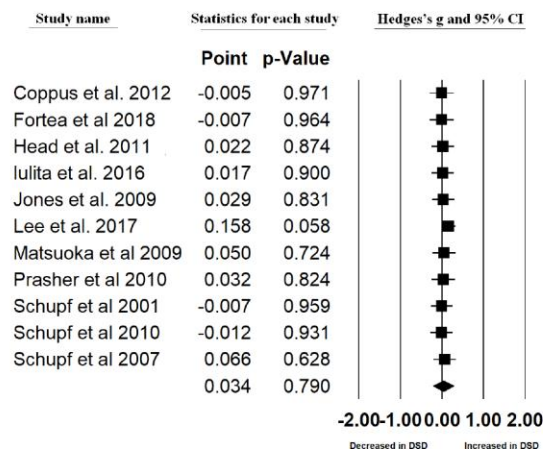 Study name Statistics for each study Hedges's g and 95% CI
Point p-Value
Coppus et al. 2012 -0.005 0.971
Fortea et al 2018 -0.007 0.964
Head et al. 2011 0.022 0.874
Iulita et al. 2016 0.017 0.900
Jones et al. 2009 0.029 0.831
Lee et al. 2017 0.158 0.058
Matsuoka et al 2009 0.050 0.724
Prasher et al 2010 0.032 0.824
Schupf et al 2001 -0.007 0.959
Schupf et al 2010 -0.012 0.931
Schupf et al 2007 0.066 0.628
0.034 0.790
-2.00 -1.00 0.00 1.00 2.00
Decreased in DSD Increased in DSD